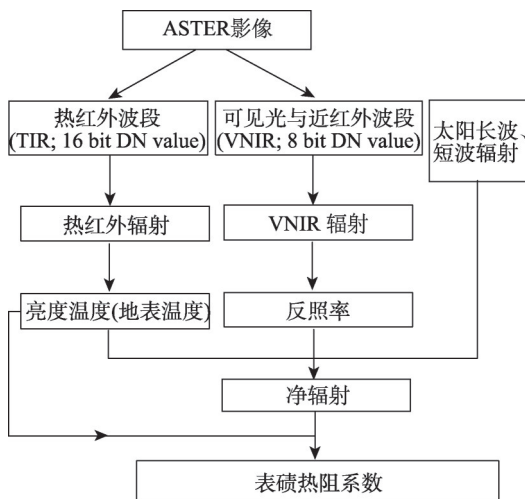 ASTER影像
热红外波段
(TIR; 16 bit DN value)
可见光与近红外波段
(VNIR; 8 bit DN value)
太阳长波、
短波辐射
热红外辐射
VNIR 辐射
亮度温度(地表温度)
反照率
净辐射
表碛热阻系数